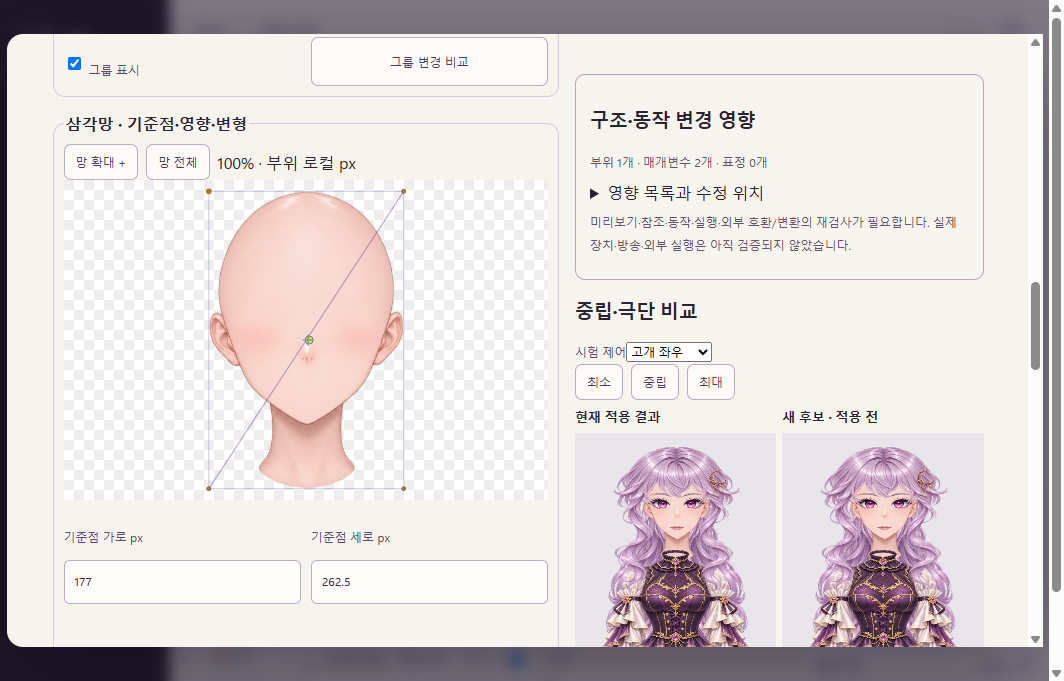 그룹 표시
그룹 변경 비교
삼각망 · 기준점·영향·변형
망 확대 +
망 전체
100% · 부위 로컬 px
기준점 가로 px
기준점 세로 px
177
262.5
구조·동작 변경 영향
부위 1개 · 매개변수 2개 · 표정 0개
▶ 영향 목록과 수정 위치
미리보기·참조·동작·실행·외부 호환/변환의 재검사가 필요합니다. 실제
장치·방송·외부 실행은 아직 검증되지 않았습니다.
중립·극단 비교
시험 제어 고개 좌우
최소
중립
최대
현재 적용 결과
새 후보 · 적용 전